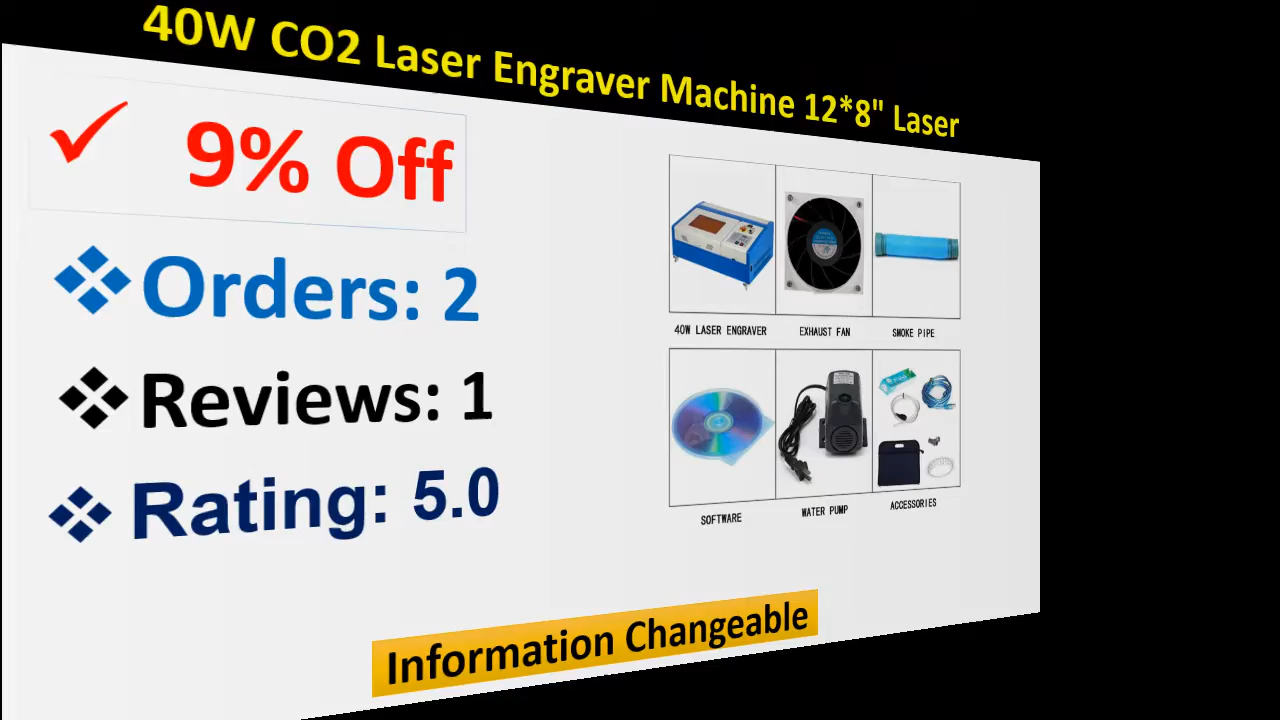 40W CO2 Laser Engraver Machine 12*8" Laser
9% Off
Orders: 2
Reviews: 1
Rating: 5.0
40W LASER ENGRAVER
EXHAUST FAN
SMOKE PIPE
SOFTWARE
WATER PUMP
ACCESSORIES
Information Changeable